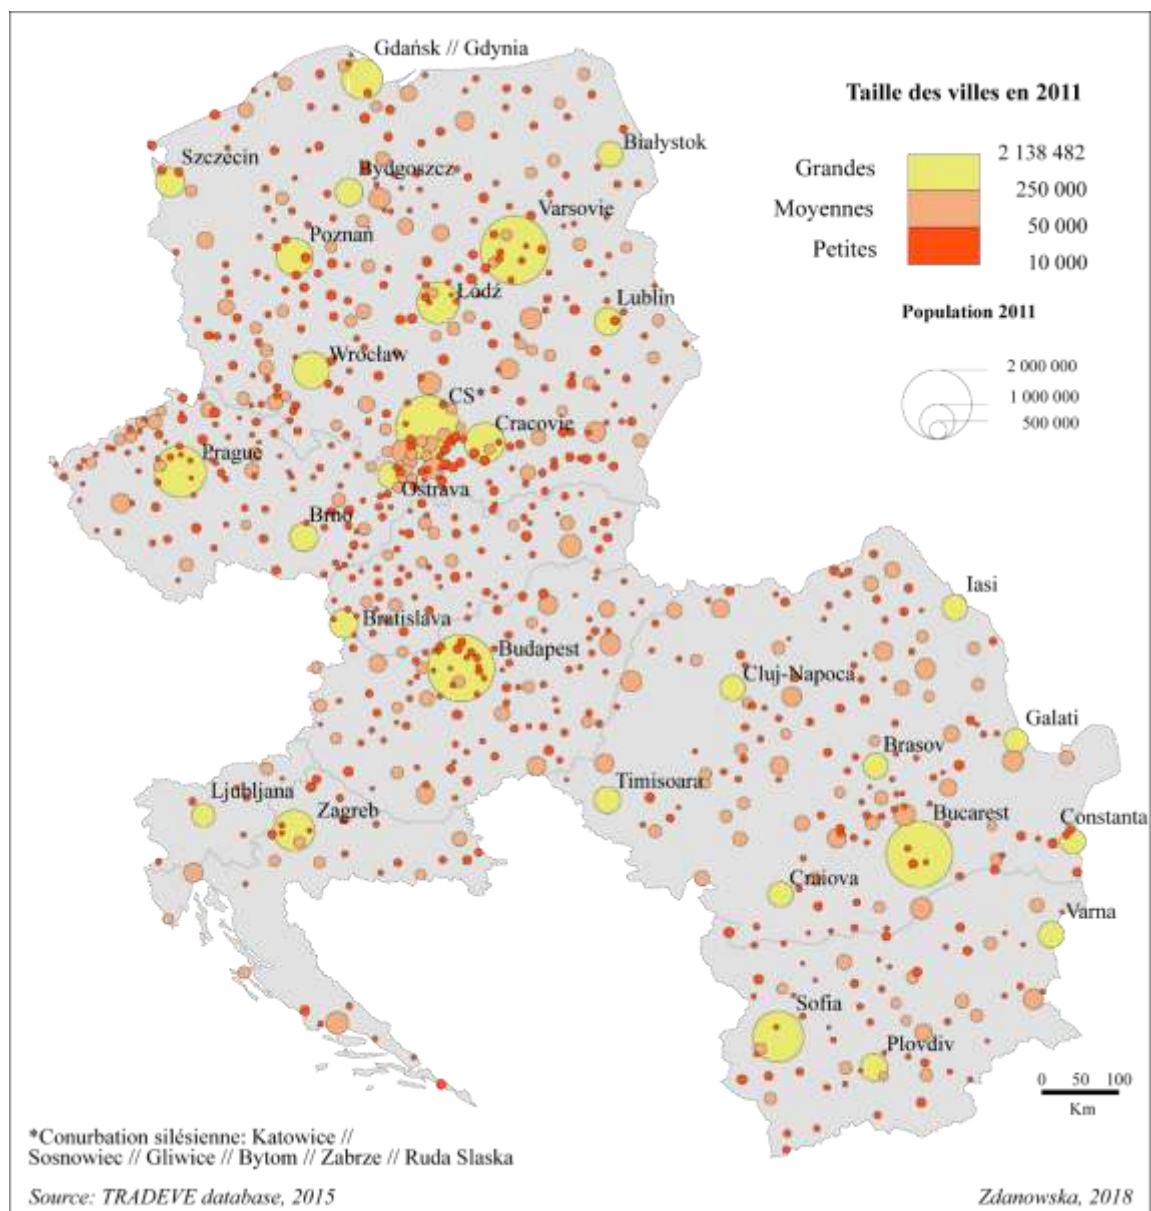 Gdańsk // Gdynia
Taille des villes en 2011
Szczecin
Białystok
2 138 482
Grandes
Bydgoszcz
250 000
Varsovie
Moyennes
50 000
Poznań
Petites
10 000
Łódź
Lublin
Population 2011
Wrocław
2 000 000
CS*
1 000 000
500 000
Cracovie
Prague
Ostrava
Brno
Iasi
Bratislava
Budapest
Cluj-Napoca
Galati
Brasov
Timisoara
Ljubljana
Zagreb
Bucarest
Constanta
Craiova
Varna
Sofia
Plovdiv
0 50 100
Km
*Conurbation silésienne: Katowice //
Sosnowiec // Gliwice // Bytom // Zabrze // Ruda Slaska
Source: TRADEVE database, 2015
Zdanowska, 2018